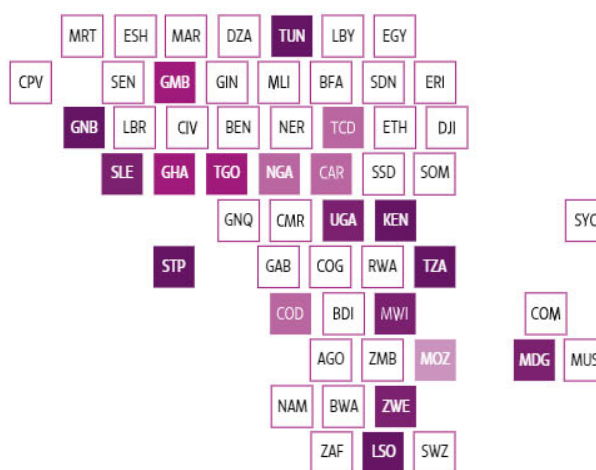 MRT ESH MAR DZA TUN LBY EGY
CPV SEN GMB GIN MLI BFA SDN ERI
GNB LBR CIV BEN NER TCD ETH DJI
SLE GHA TGO NGA CAR SSD SOM
GNQ CMR UGA KEN SYC
STP GAB COG RWA TZA
COD BDI MWI COM
AGO ZMB MOZ MDG MUS
NAM BWA ZWE
ZAF LSO SWZ